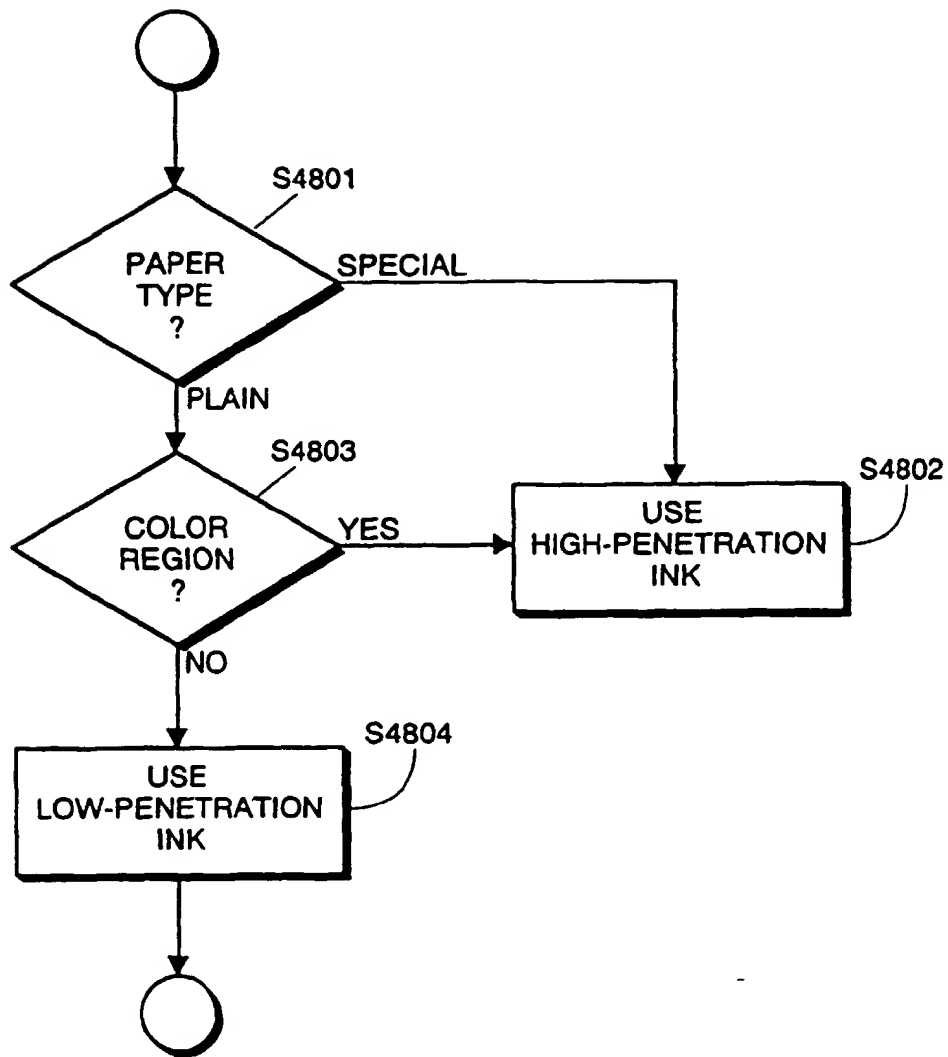 S4801
PAPER
TYPE
?
SPECIAL
PLAIN
S4803
COLOR
REGION
?
YES
S4802
USE
HIGH-PENETRATION
INK
NO
S4804
USE
LOW-PENETRATION
INK